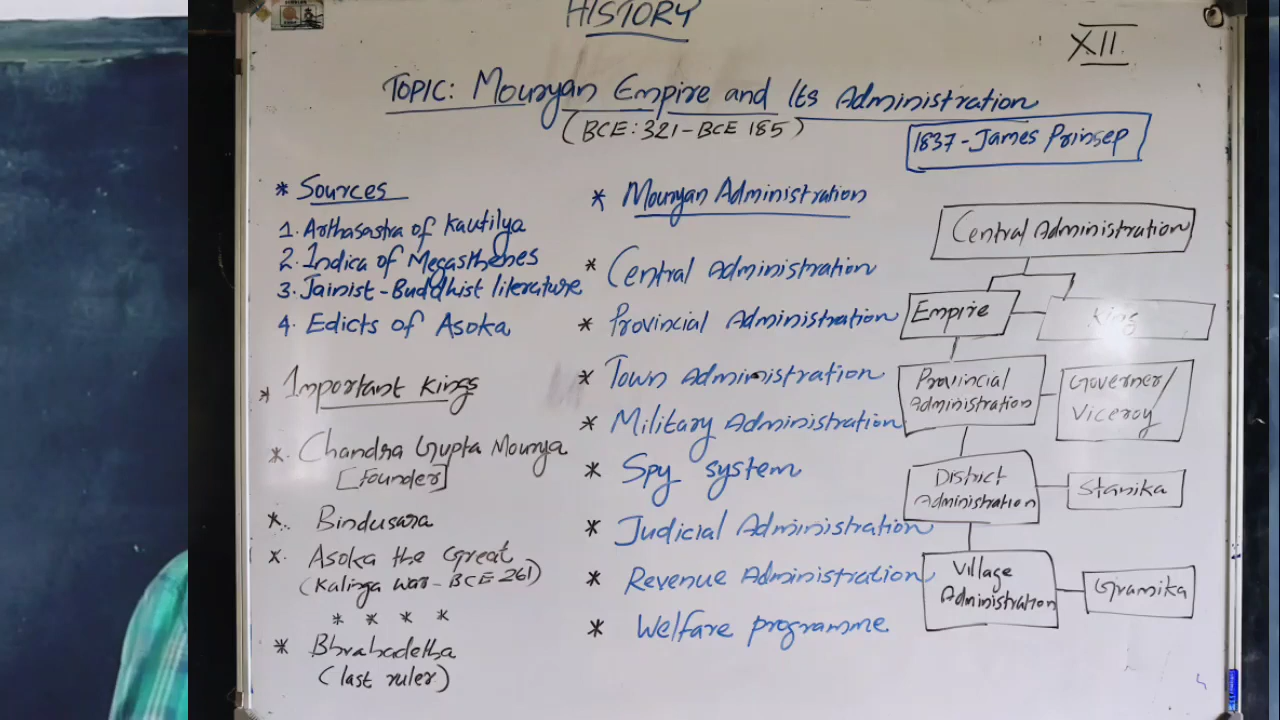 HISTORY
XII
TOPIC: Mouryan Empire and Its Administration
(BCE: 321 - BCE 185)
1837 - James Prinsep
* Sources
1. Arthasastra of Kautilya
2. Indica of Megasthenes
3. Jainist - Buddhist literature
4. Edicts of Asoka
* Important Kings
* Chandra Gupta Mourya
[Founder]
* Bindusara
x. Asoka the Great
(Kalinga war - BCE 261)
* * * *
* Bhrahadetha
(last ruler)
* Mouryan Administration
* Central Administration
* Provincial Administration
* Town Administration
* Military Administration
* Spy system
* Judicial Administration
* Revenue Administration
* Welfare programme
Central Administration
Empire
King
Provincial
Administration
Governer/
Viceroy
District
Administration
Stanika
Village
Administration
Gramika